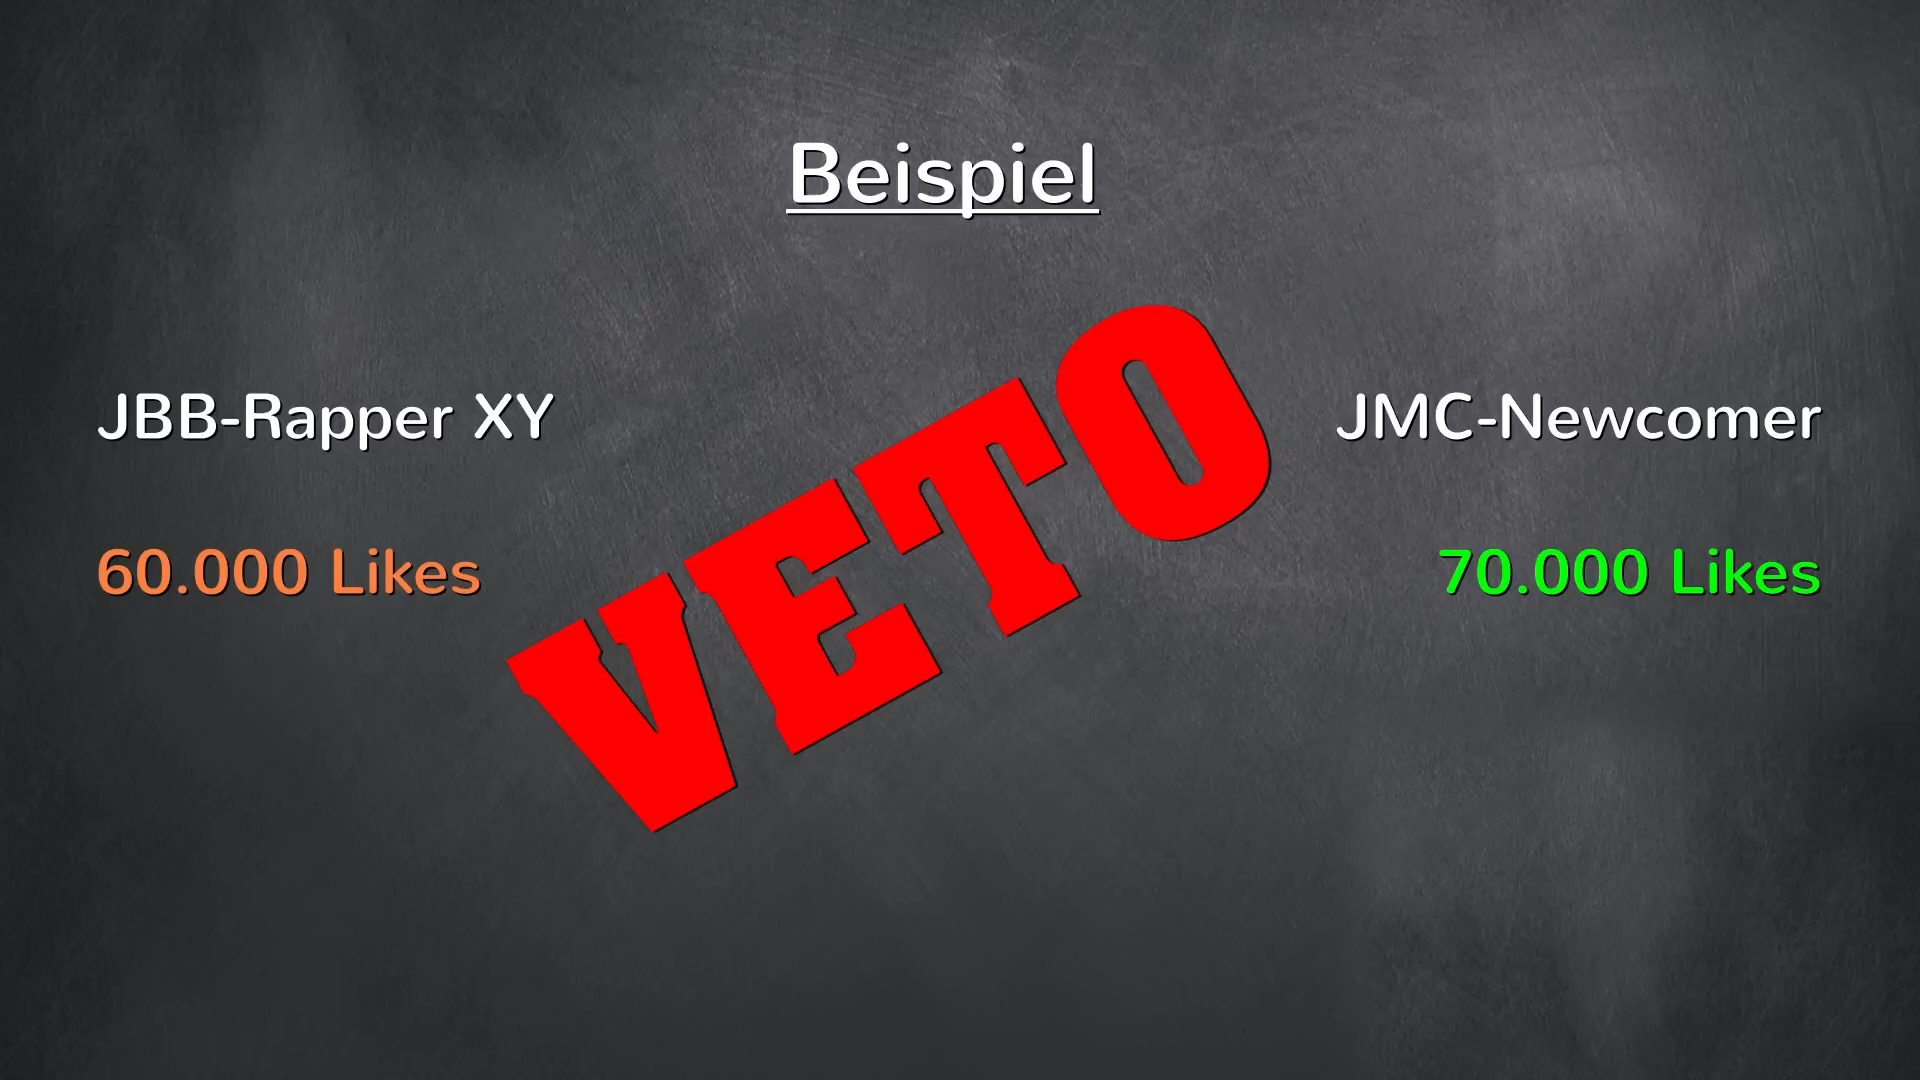 Beispiel
JBB-Rapper XY
JMC-Newcomer
60.000 Likes
70.000 Likes
VETO